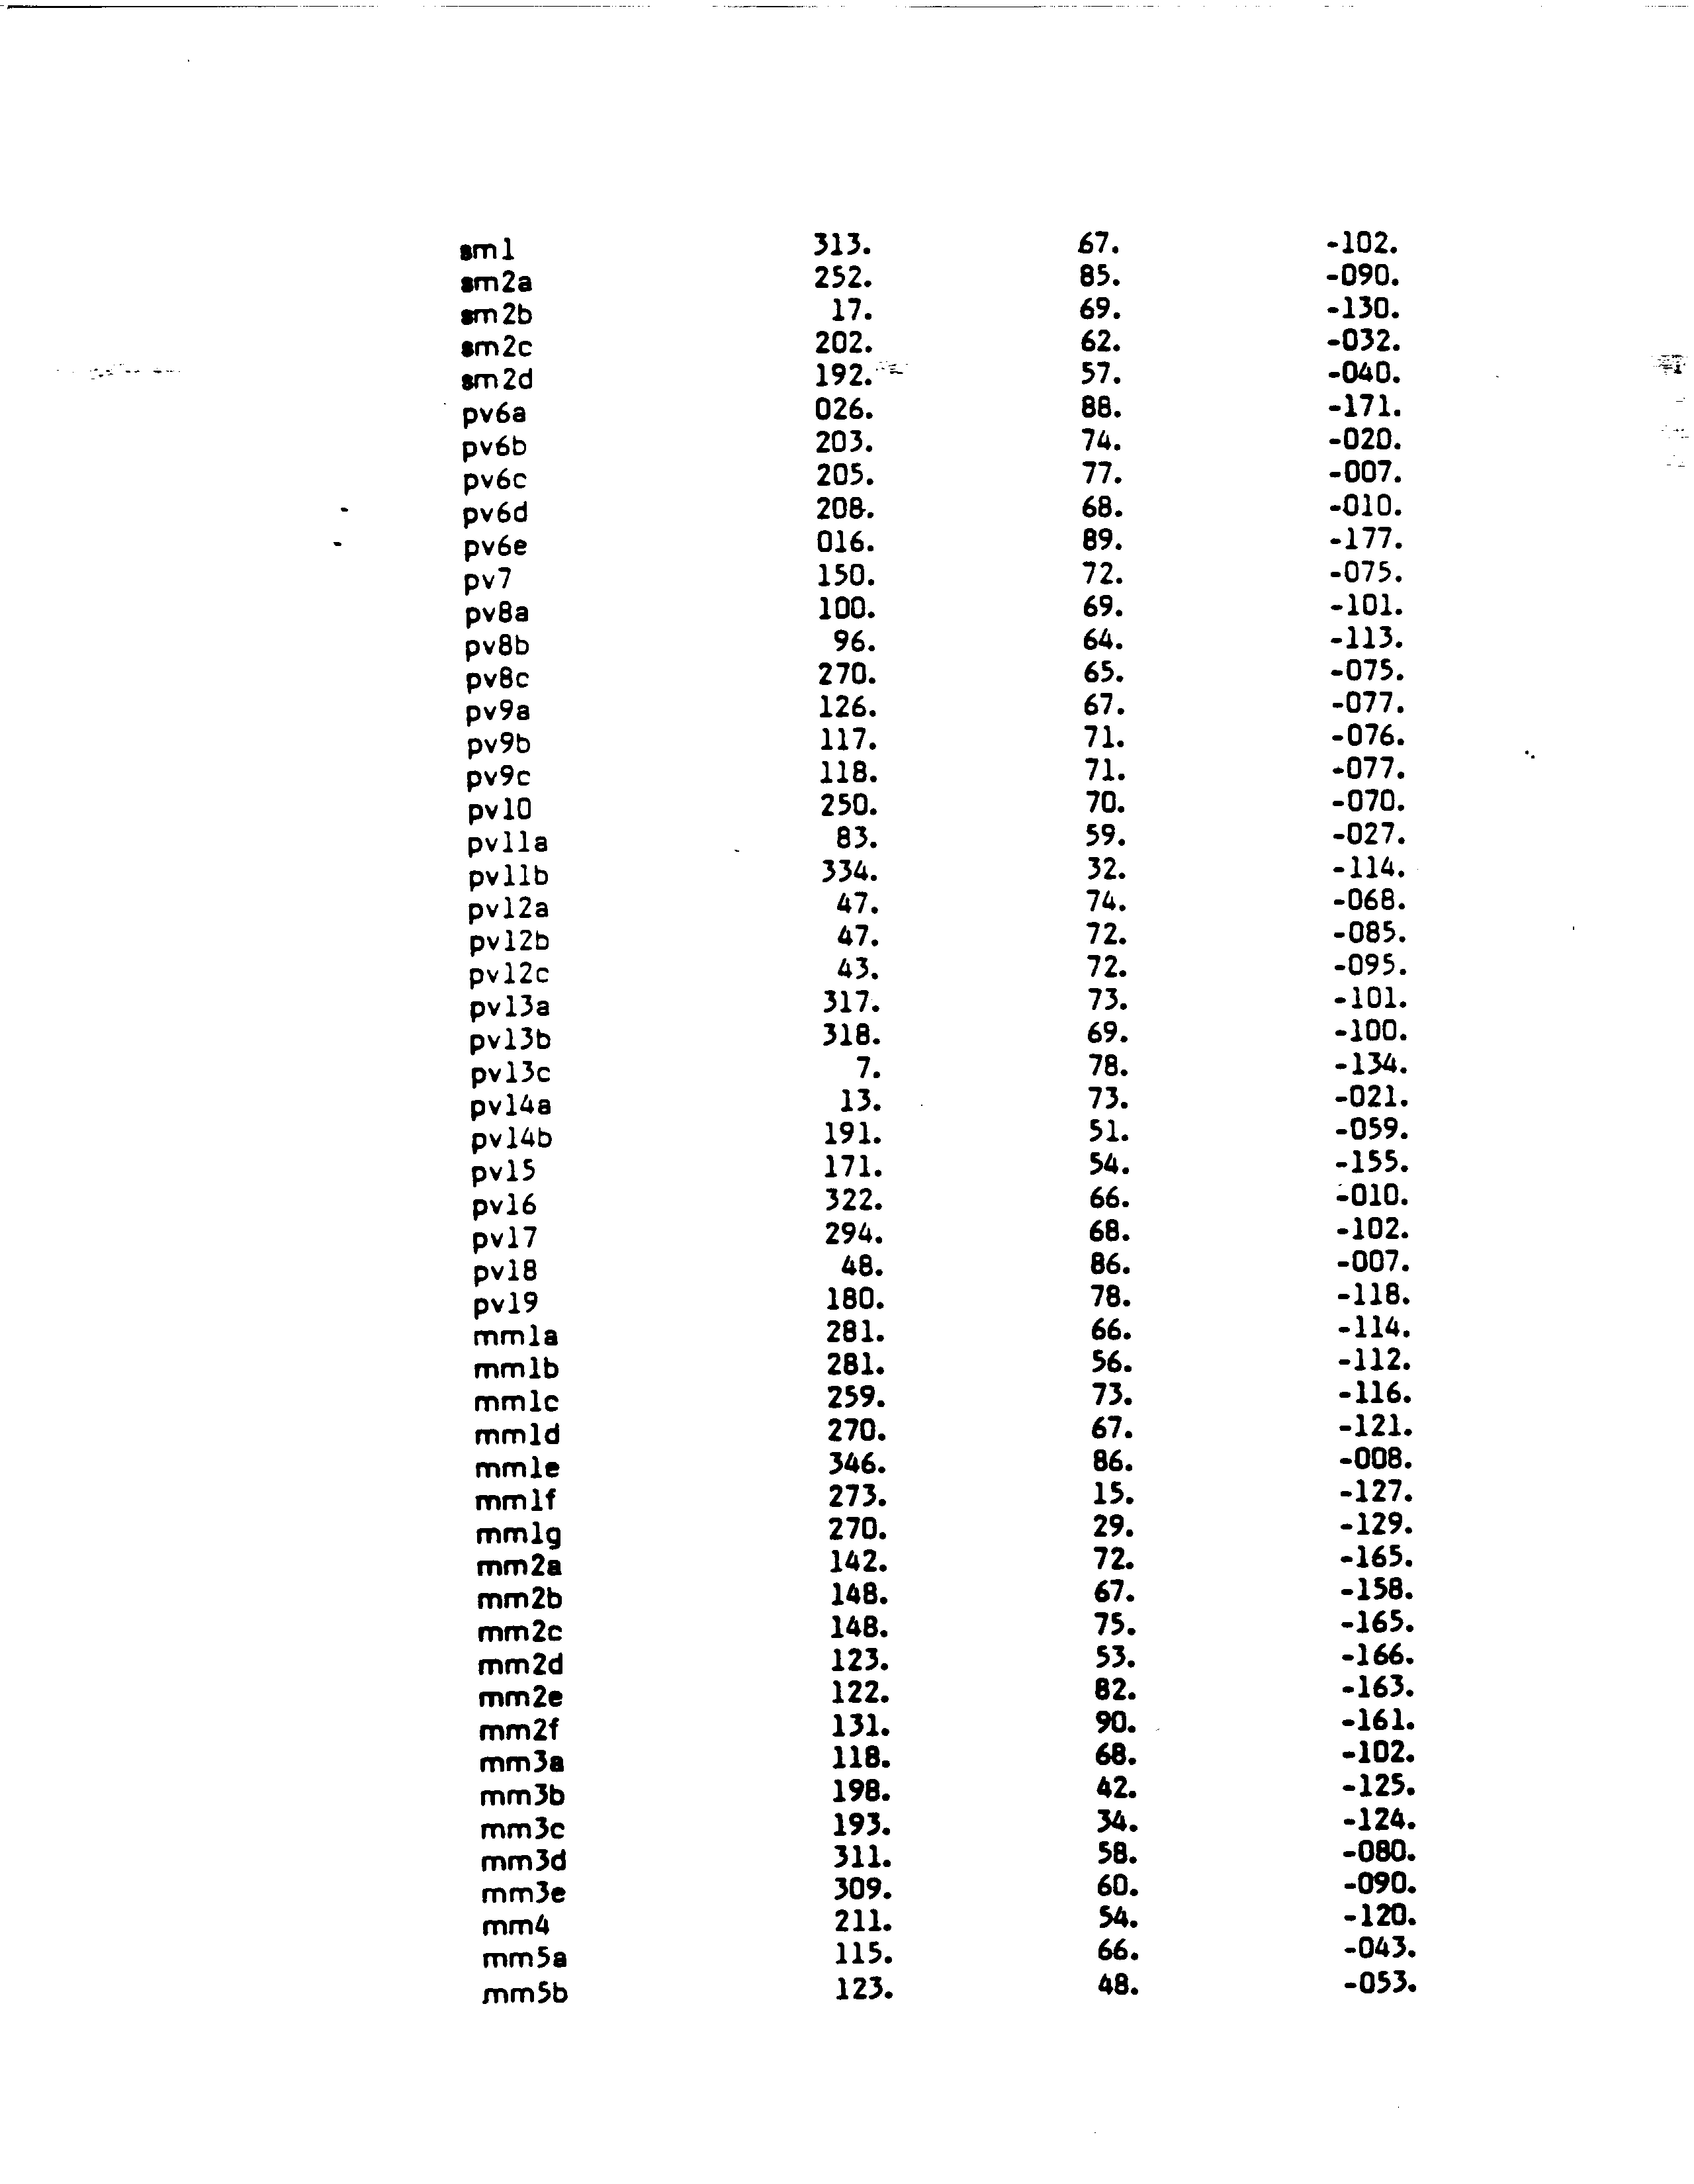 sm1 313. 67. -102.
sm2a 252. 85. -090.
sm2b 17. 69. -130.
sm2c 202. 62. -032.
sm2d 192. 57. -040.
pv6a 026. 88. -171.
pv6b 203. 74. -020.
pv6c 205. 77. -007.
pv6d 208. 68. -010.
pv6e 016. 89. -177.
pv7 150. 72. -075.
pv8a 100. 69. -101.
pv8b 96. 64. -113.
pv8c 270. 65. -075.
pv9a 126. 67. -077.
pv9b 117. 71. -076.
pv9c 118. 71. -077.
pv10 250. 70. -070.
pv11a 83. 59. -027.
pv11b 334. 32. -114.
pv12a 47. 74. -068.
pv12b 47. 72. -085.
pv12c 43. 72. -095.
pv13a 317. 73. -101.
pv13b 318. 69. -100.
pv13c 7. 78. -134.
pv14a 13. 73. -021.
pv14b 191. 51. -059.
pv15 171. 54. -155.
pv16 322. 66. -010.
pv17 294. 68. -102.
pv18 48. 86. -007.
pv19 180. 78. -118.
mm1a 281. 66. -114.
mm1b 281. 56. -112.
mm1c 259. 73. -116.
mm1d 270. 67. -121.
mm1e 346. 86. -008.
mm1f 273. 15. -127.
mm1g 270. 29. -129.
mm2a 142. 72. -165.
mm2b 148. 67. -158.
mm2c 148. 75. -165.
mm2d 123. 53. -166.
mm2e 122. 82. -163.
mm2f 131. 90. -161.
mm3a 118. 68. -102.
mm3b 198. 42. -125.
mm3c 193. 34. -124.
mm3d 311. 58. -080.
mm3e 309. 60. -090.
mm4 211. 54. -120.
mm5a 115. 66. -043.
mm5b 123. 48. -053.